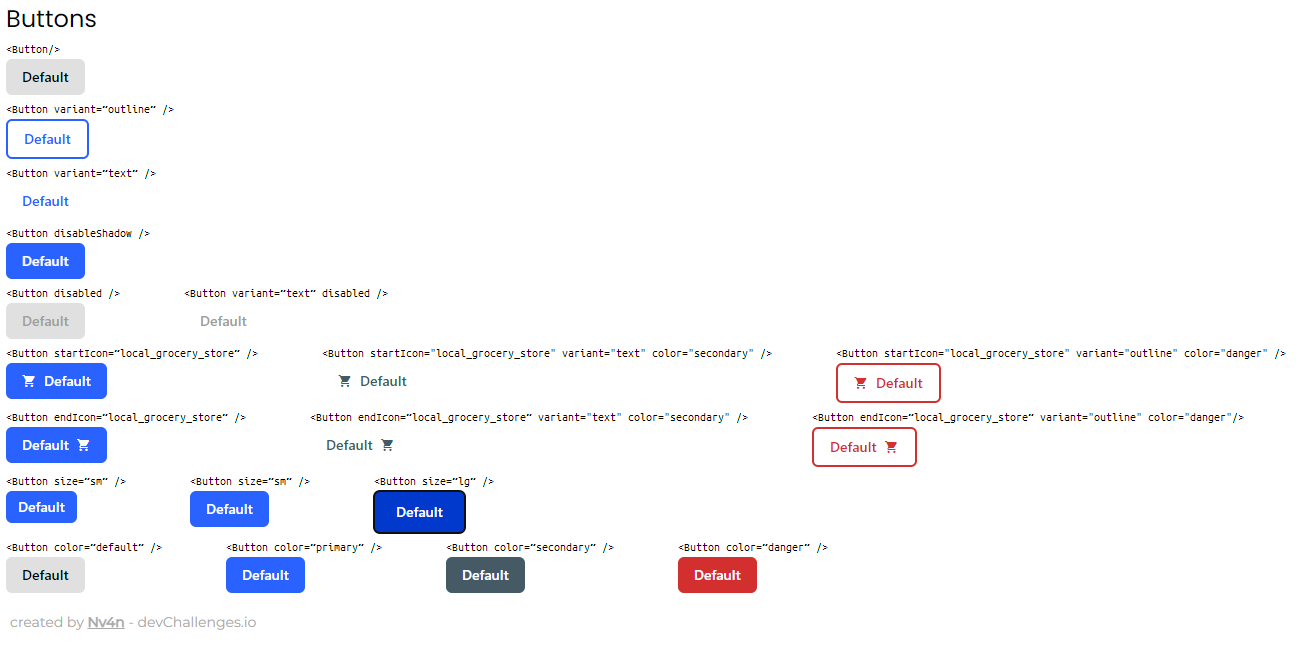 Buttons
<Button/>
Default
<Button variant=“outline” />
Default
<Button variant=“text” />
Default
<Button disableShadow />
Default
<Button disabled /> <Button variant=“text” disabled />
Default Default
<Button startIcon=“local_grocery_store” /> <Button startIcon="local_grocery_store" variant="text" color="secondary" /> <Button startIcon="local_grocery_store" variant="outline" color="danger" />
Default Default Default
<Button endIcon=“local_grocery_store” /> <Button endIcon=“local_grocery_store” variant="text" color="secondary" /> <Button endIcon=“local_grocery_store” variant="outline" color="danger"/>
Default Default Default
<Button size=“sm” /> <Button size=“sm” /> <Button size=“lg” />
Default Default Default
<Button color=“default” /> <Button color=“primary” /> <Button color=“secondary” /> <Button color=“danger” />
Default Default Default Default
created by Nv4n - devChallenges.io